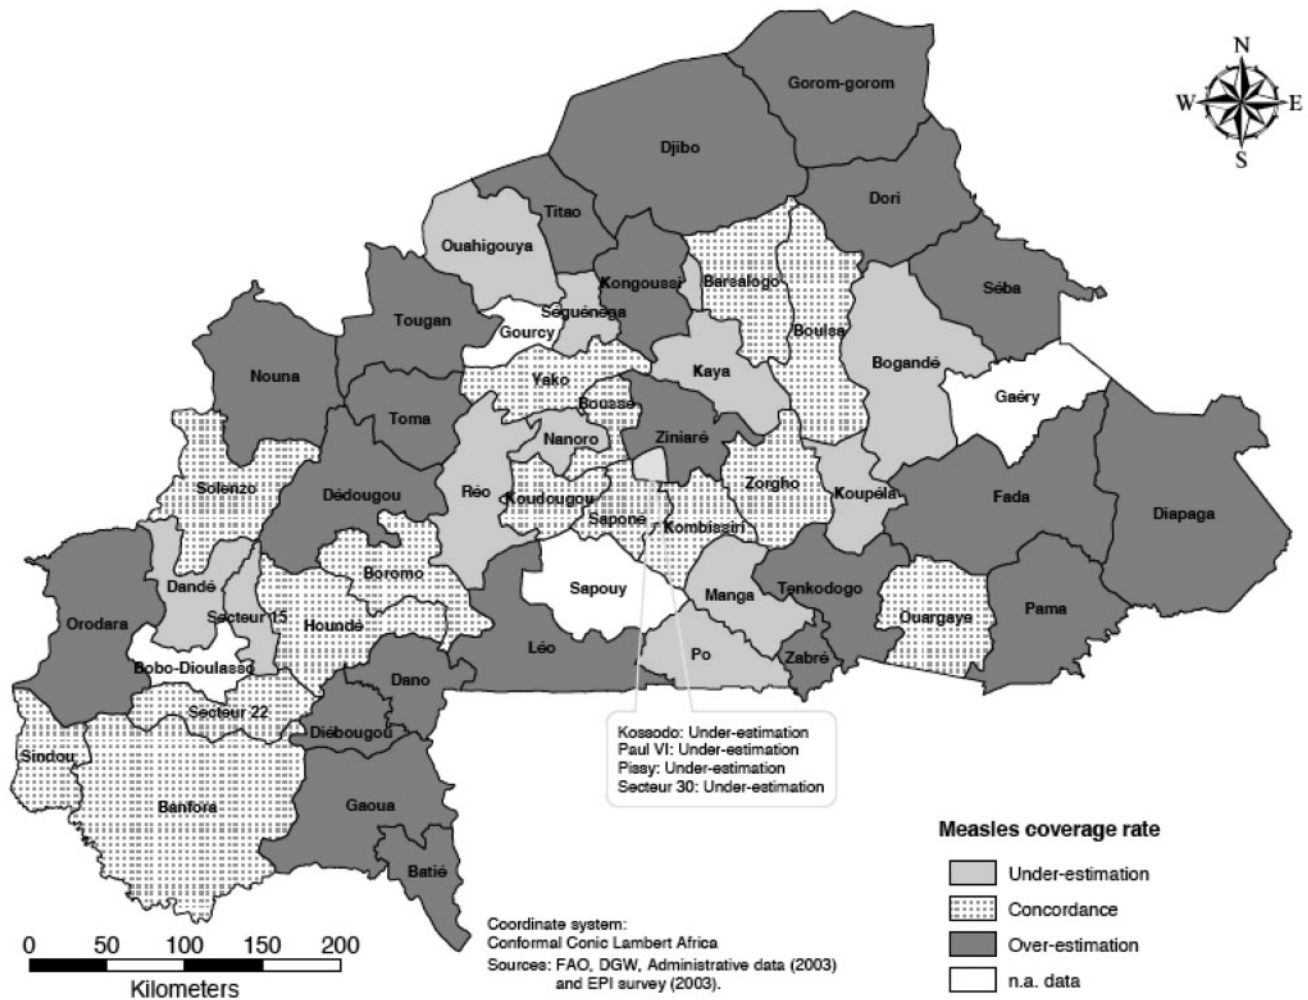 N
W E
S
Gorom-gorom
Djibo
Dori
Titao
Ouahigouya
Kongoussi
Barsalogo
Séba
Séguénéga
Tougan
Gourcy
Boulsa
Bogandé
Nouna
Yako
Kaya
Gaéry
Toma
Boussé
Nanoro
Ziniaré
Solenzo
Dédougou
Réo
Koudougou
Zorgho
Koupéla
Fada
Diapaga
Saponé
Kombissiri
Boromo
Dandé
Sapouy
Manga
Tenkodogo
Pama
Orodara
Secteur 15
Houndé
Ouargaye
Léo
Po
Zabré
Bobo-Dioulasso
Dano
Secteur 22
Diébougou
Sindou
Banfora
Gaoua
Batié
Kossodo: Under-estimation
Paul VI: Under-estimation
Pissy: Under-estimation
Secteur 30: Under-estimation
Measles coverage rate
Under-estimation
Concordance
Over-estimation
n.a. data
0 50 100 150 200
Kilometers
Coordinate system:
Conformal Conic Lambert Africa
Sources: FAO, DGW, Administrative data (2003)
and EPI survey (2003).